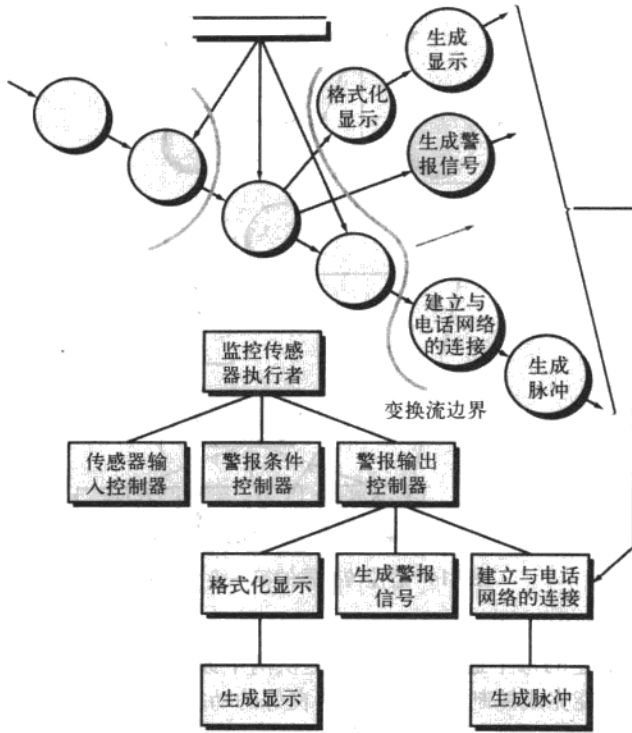 生成
显示
格式化
显示
生成警
报信号
建立与
电话网络
的连接
生成
脉冲
变换流边界
监控传感
器执行者
传感器输
入控制器
警报条件
控制器
警报输出
控制器
格式化显示
生成警报
信号
建立与电话
网络的连接
生成显示
生成脉冲